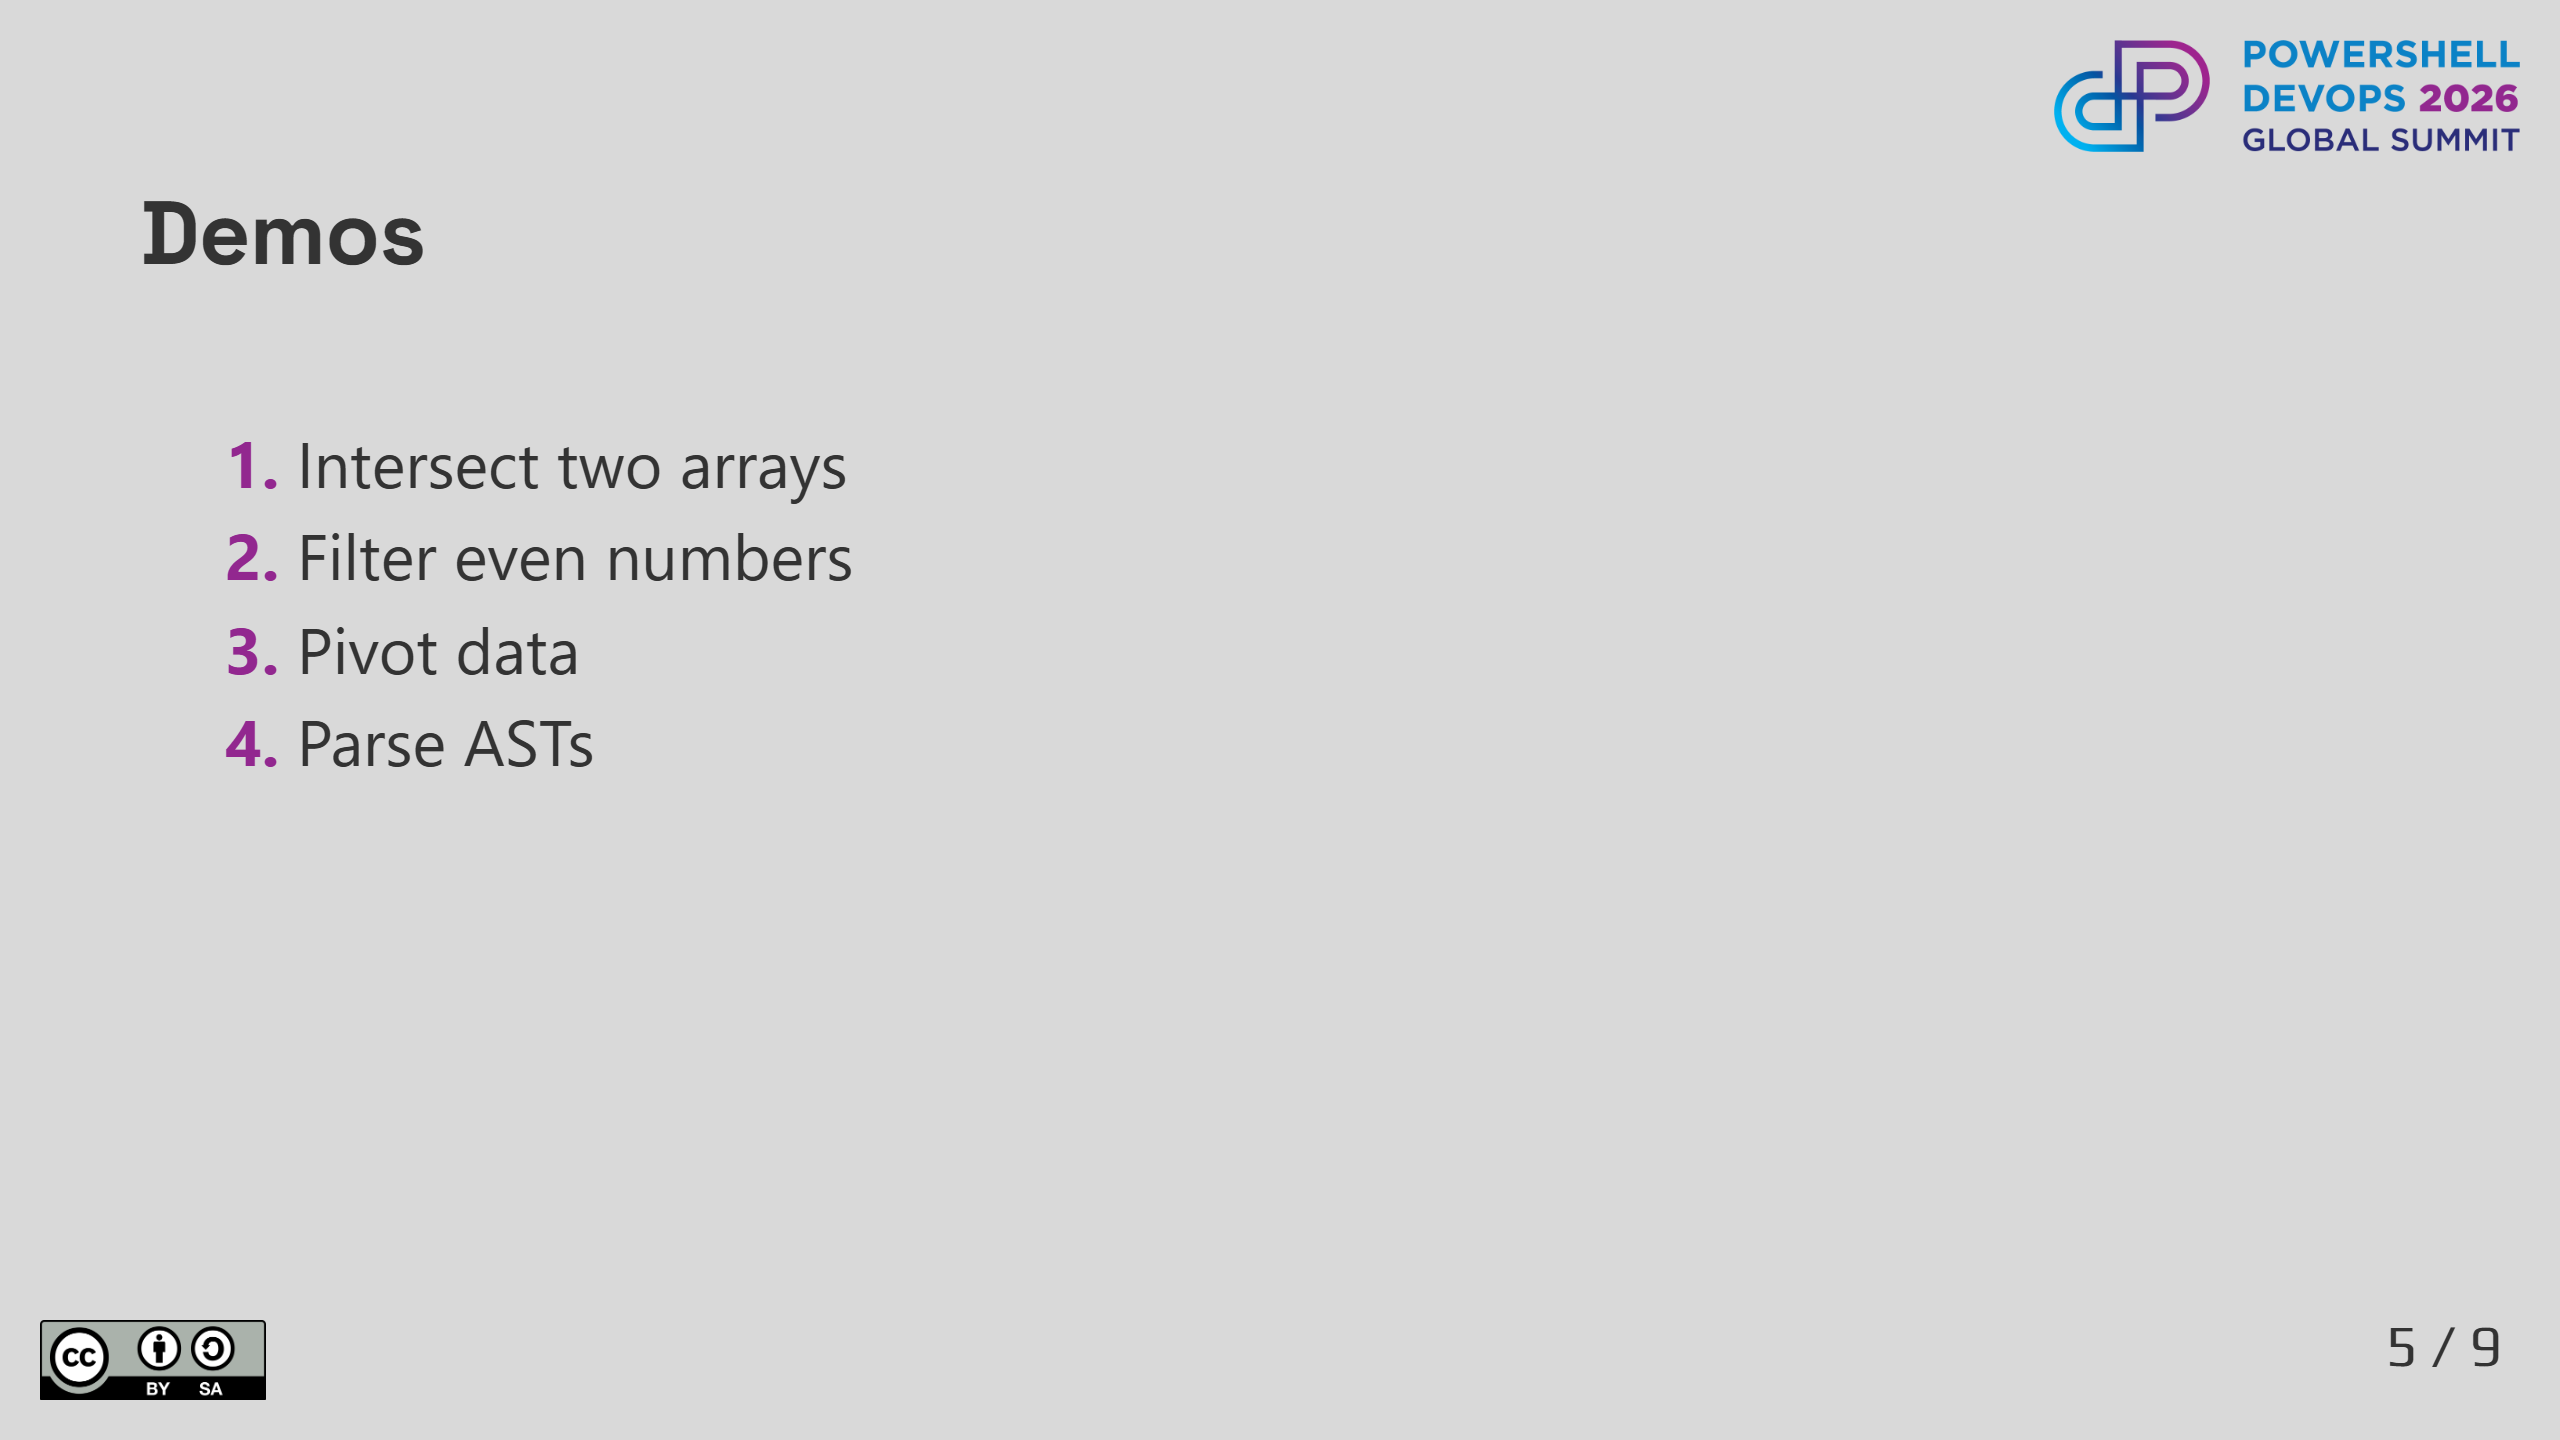 POWERSHELL
DEVOPS 2026
GLOBAL SUMMIT
Demos
1. Intersect two arrays
2. Filter even numbers
3. Pivot data
4. Parse ASTs
cc
BY SA
5 / 9